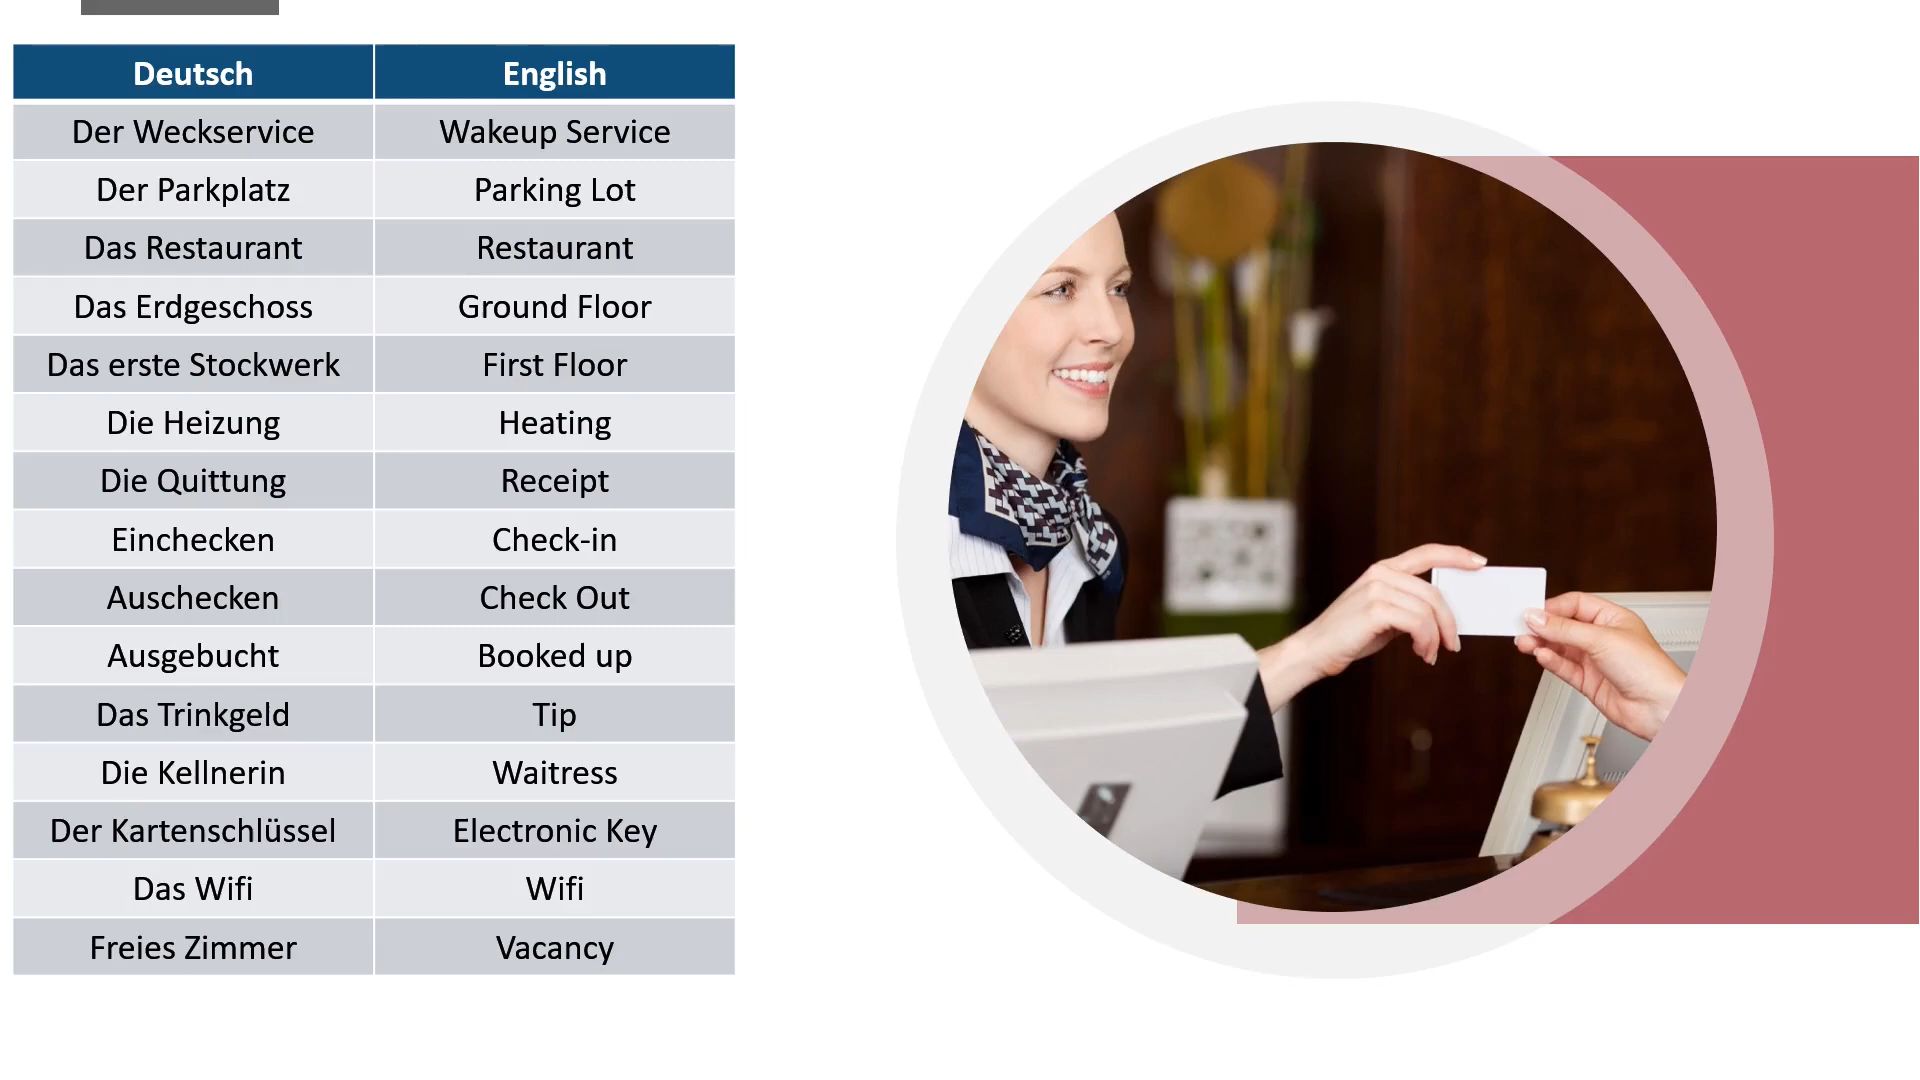 Deutsch English
Der Weckservice Wakeup Service
Der Parkplatz Parking Lot
Das Restaurant Restaurant
Das Erdgeschoss Ground Floor
Das erste Stockwerk First Floor
Die Heizung Heating
Die Quittung Receipt
Einchecken Check-in
Auschecken Check Out
Ausgebucht Booked up
Das Trinkgeld Tip
Die Kellnerin Waitress
Der Kartenschlüssel Electronic Key
Das Wifi Wifi
Freies Zimmer Vacancy